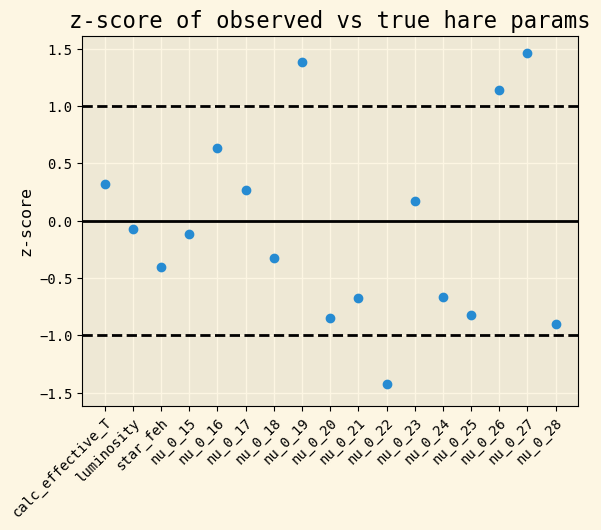 z-score of observed vs true hare params
z-score
1.5
1.0
0.5
0.0
−0.5
−1.0
−1.5
calc_effective_T
luminosity
star_feh
nu_0_15
nu_0_16
nu_0_17
nu_0_18
nu_0_19
nu_0_20
nu_0_21
nu_0_22
nu_0_23
nu_0_24
nu_0_25
nu_0_26
nu_0_27
nu_0_28